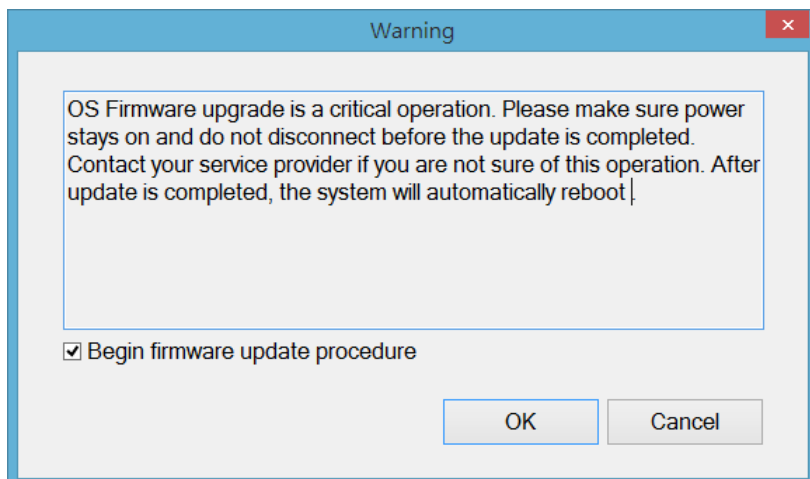 Warning
OS Firmware upgrade is a critical operation. Please make sure power
stays on and do not disconnect before the update is completed.
Contact your service provider if you are not sure of this operation. After
update is completed, the system will automatically reboot .
Begin firmware update procedure
OK Cancel